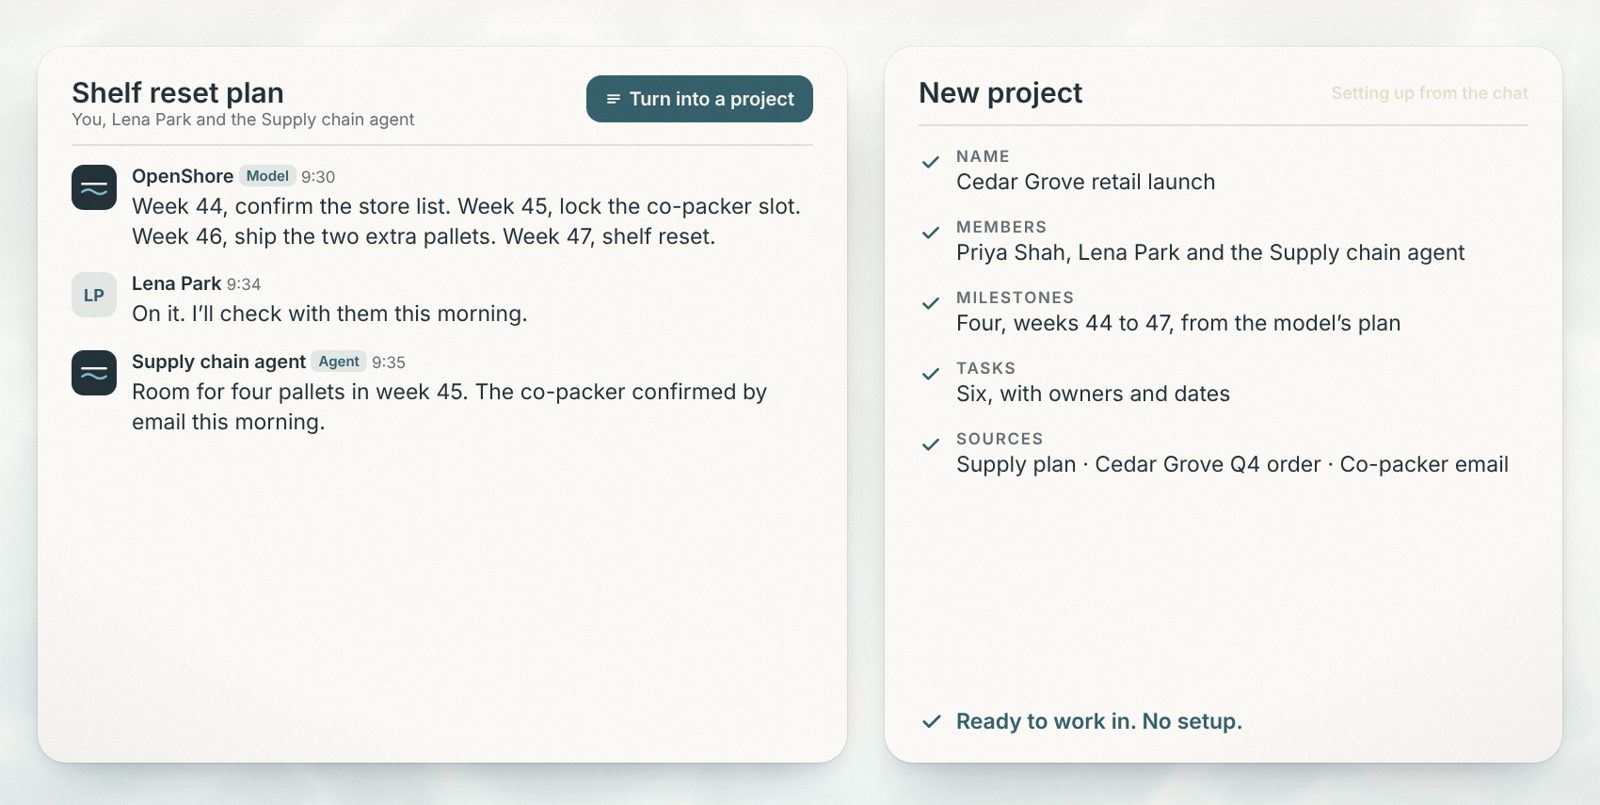 Shelf reset plan
You, Lena Park and the Supply chain agent
Turn into a project
OpenShore Model 9:30
Week 44, confirm the store list. Week 45, lock the co-packer slot.
Week 46, ship the two extra pallets. Week 47, shelf reset.
LP
Lena Park 9:34
On it. I’ll check with them this morning.
Supply chain agent Agent 9:35
Room for four pallets in week 45. The co-packer confirmed by
email this morning.
New project
Setting up from the chat
NAME
Cedar Grove retail launch
MEMBERS
Priya Shah, Lena Park and the Supply chain agent
MILESTONES
Four, weeks 44 to 47, from the model’s plan
TASKS
Six, with owners and dates
SOURCES
Supply plan · Cedar Grove Q4 order · Co-packer email
Ready to work in. No setup.